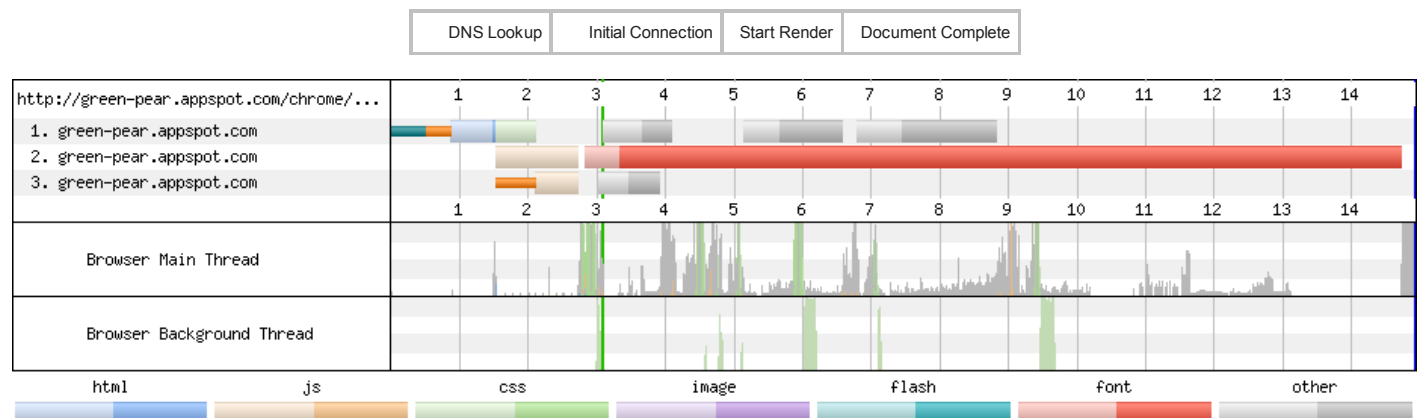 DNS Lookup Initial Connection Start Render Document Complete
http://green-pear.appspot.com/chrome/... 1 2 3 4 5 6 7 8 9 10 11 12 13 14
1. green-pear.appspot.com
2. green-pear.appspot.com
3. green-pear.appspot.com
1 2 3 4 5 6 7 8 9 10 11 12 13 14
Browser Main Thread
Browser Background Thread
html js css image flash font other